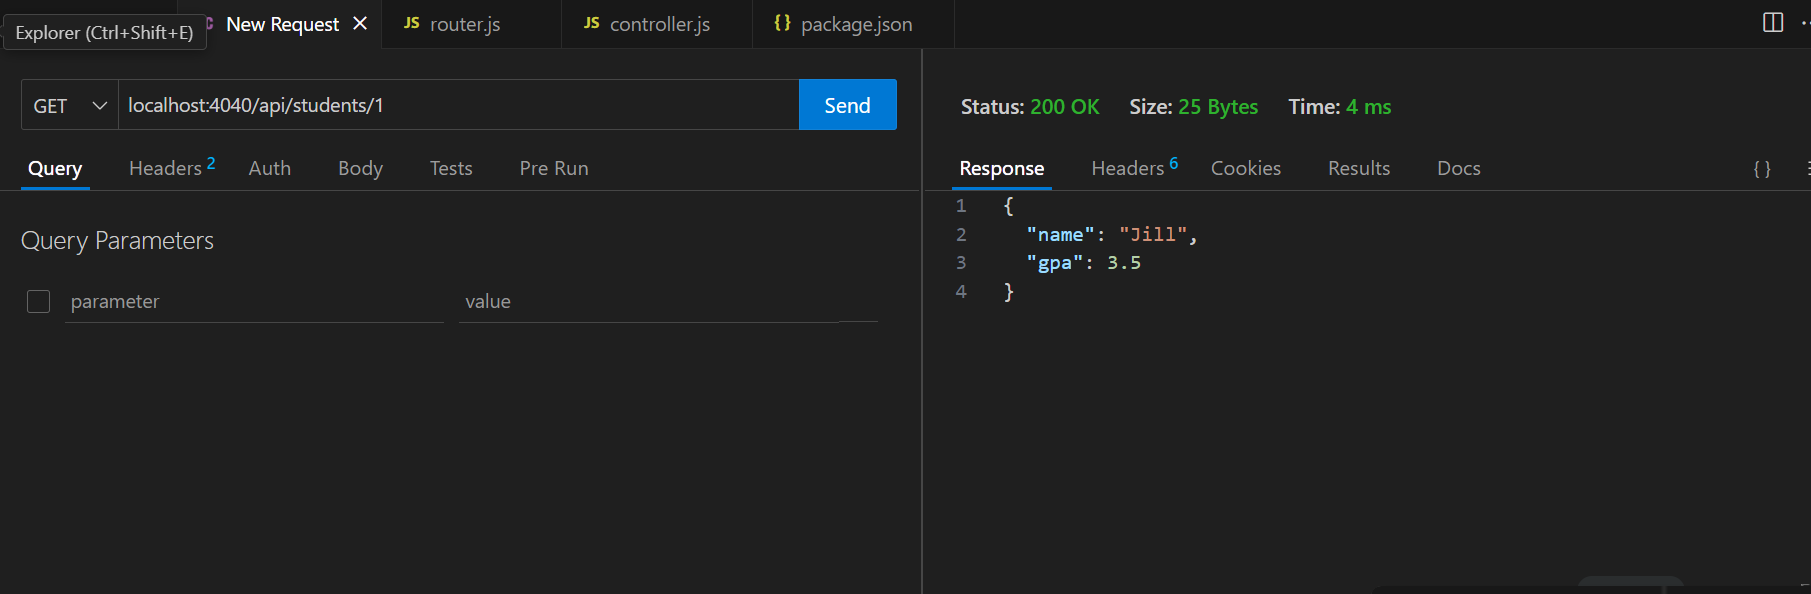 Explorer (Ctrl+Shift+E)
New Request
JS router.js
JS controller.js
{} package.json
GET localhost:4040/api/students/1 Send
Status: 200 OK Size: 25 Bytes Time: 4 ms
Query Headers 2 Auth Body Tests Pre Run
Response Headers 6 Cookies Results Docs { }
Query Parameters
parameter value
1 {
2 "name": "Jill",
3 "gpa": 3.5
4 }